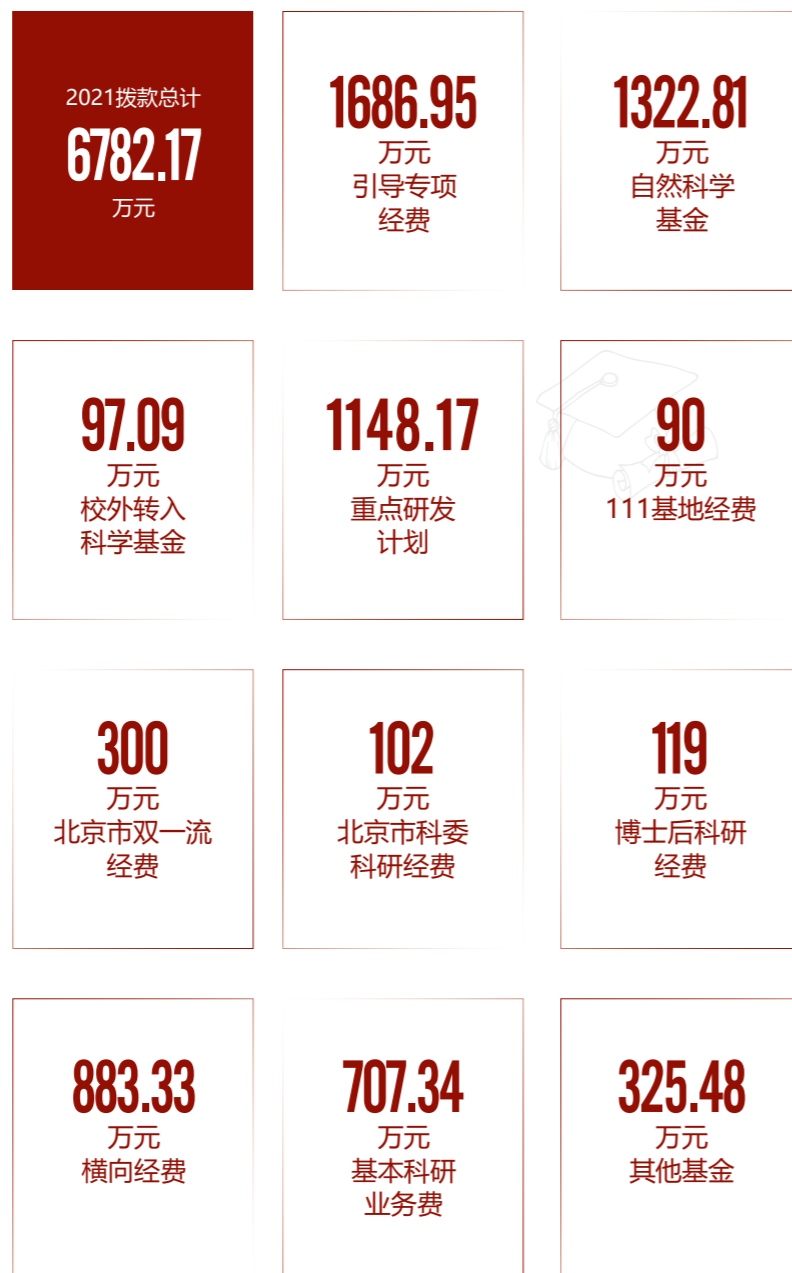 2021拨款总计
6782.17
万元
1686.95
万元
引导专项
经费
1322.81
万元
自然科学
基金
97.09
万元
校外转入
科学基金
1148.17
万元
重点研发
计划
90
万元
111基地经费
300
万元
北京市双一流
经费
102
万元
北京市科委
科研经费
119
万元
博士后科研
经费
883.33
万元
横向经费
707.34
万元
基本科研
业务费
325.48
万元
其他基金